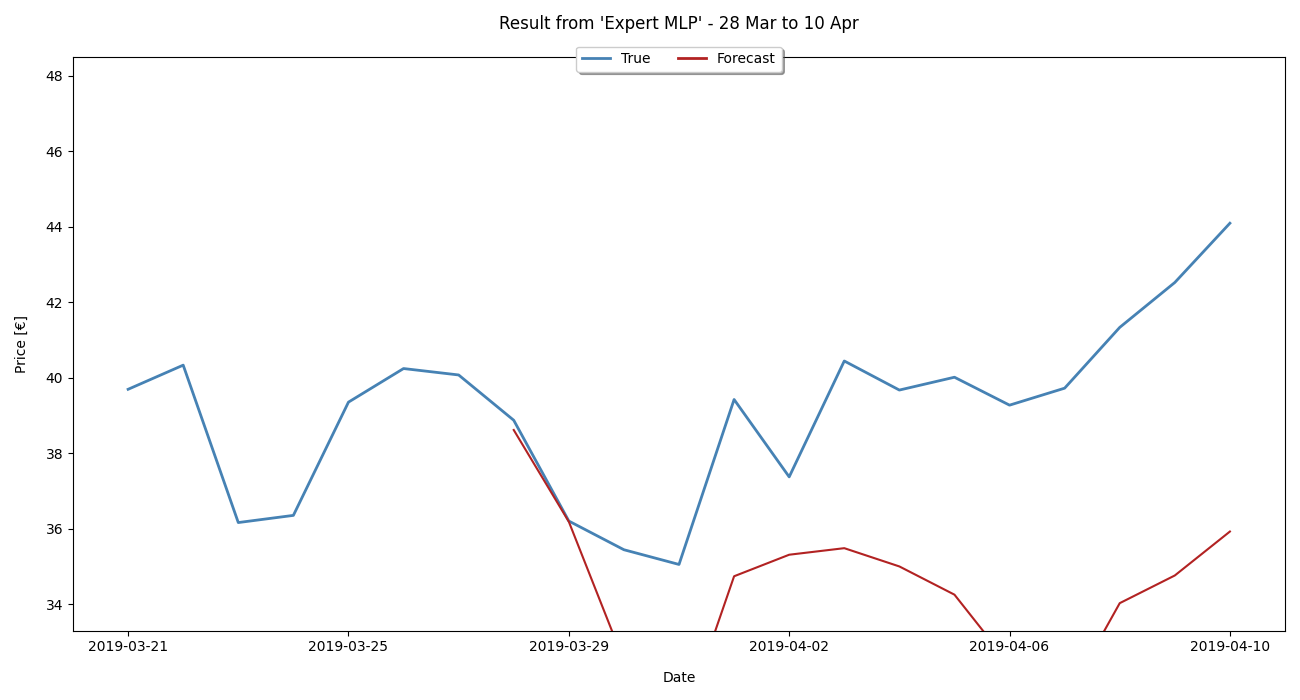 Result from 'Expert MLP' - 28 Mar to 10 Apr
True Forecast
48
46
44
42
40
38
36
34
Price [€]
2019-03-21 2019-03-25 2019-03-29 2019-04-02 2019-04-06 2019-04-10
Date